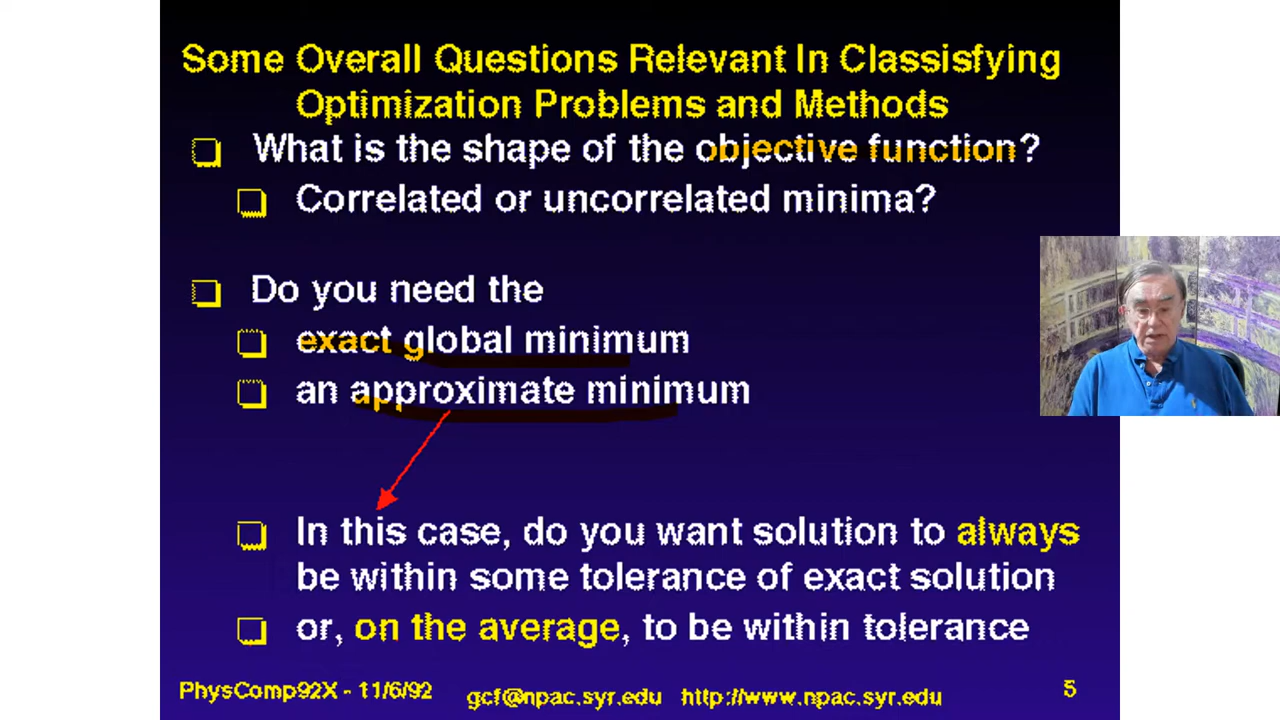 Some Overall Questions Relevant In Classisfying
Optimization Problems and Methods
What is the shape of the objective function?
Correlated or uncorrelated minima?
Do you need the
exact global minimum
an approximate minimum
In this case, do you want solution to always
be within some tolerance of exact solution
or, on the average, to be within tolerance
PhysComp92X - 11/6/92
gcf@npac.syr.edu http://www.npac.syr.edu
5